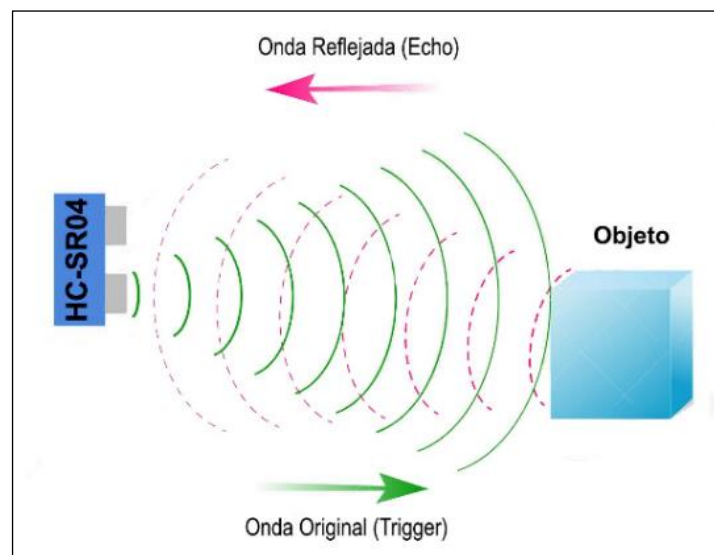 Onda Reflejada (Echo)
HC-SR04
Objeto
Onda Original (Trigger)